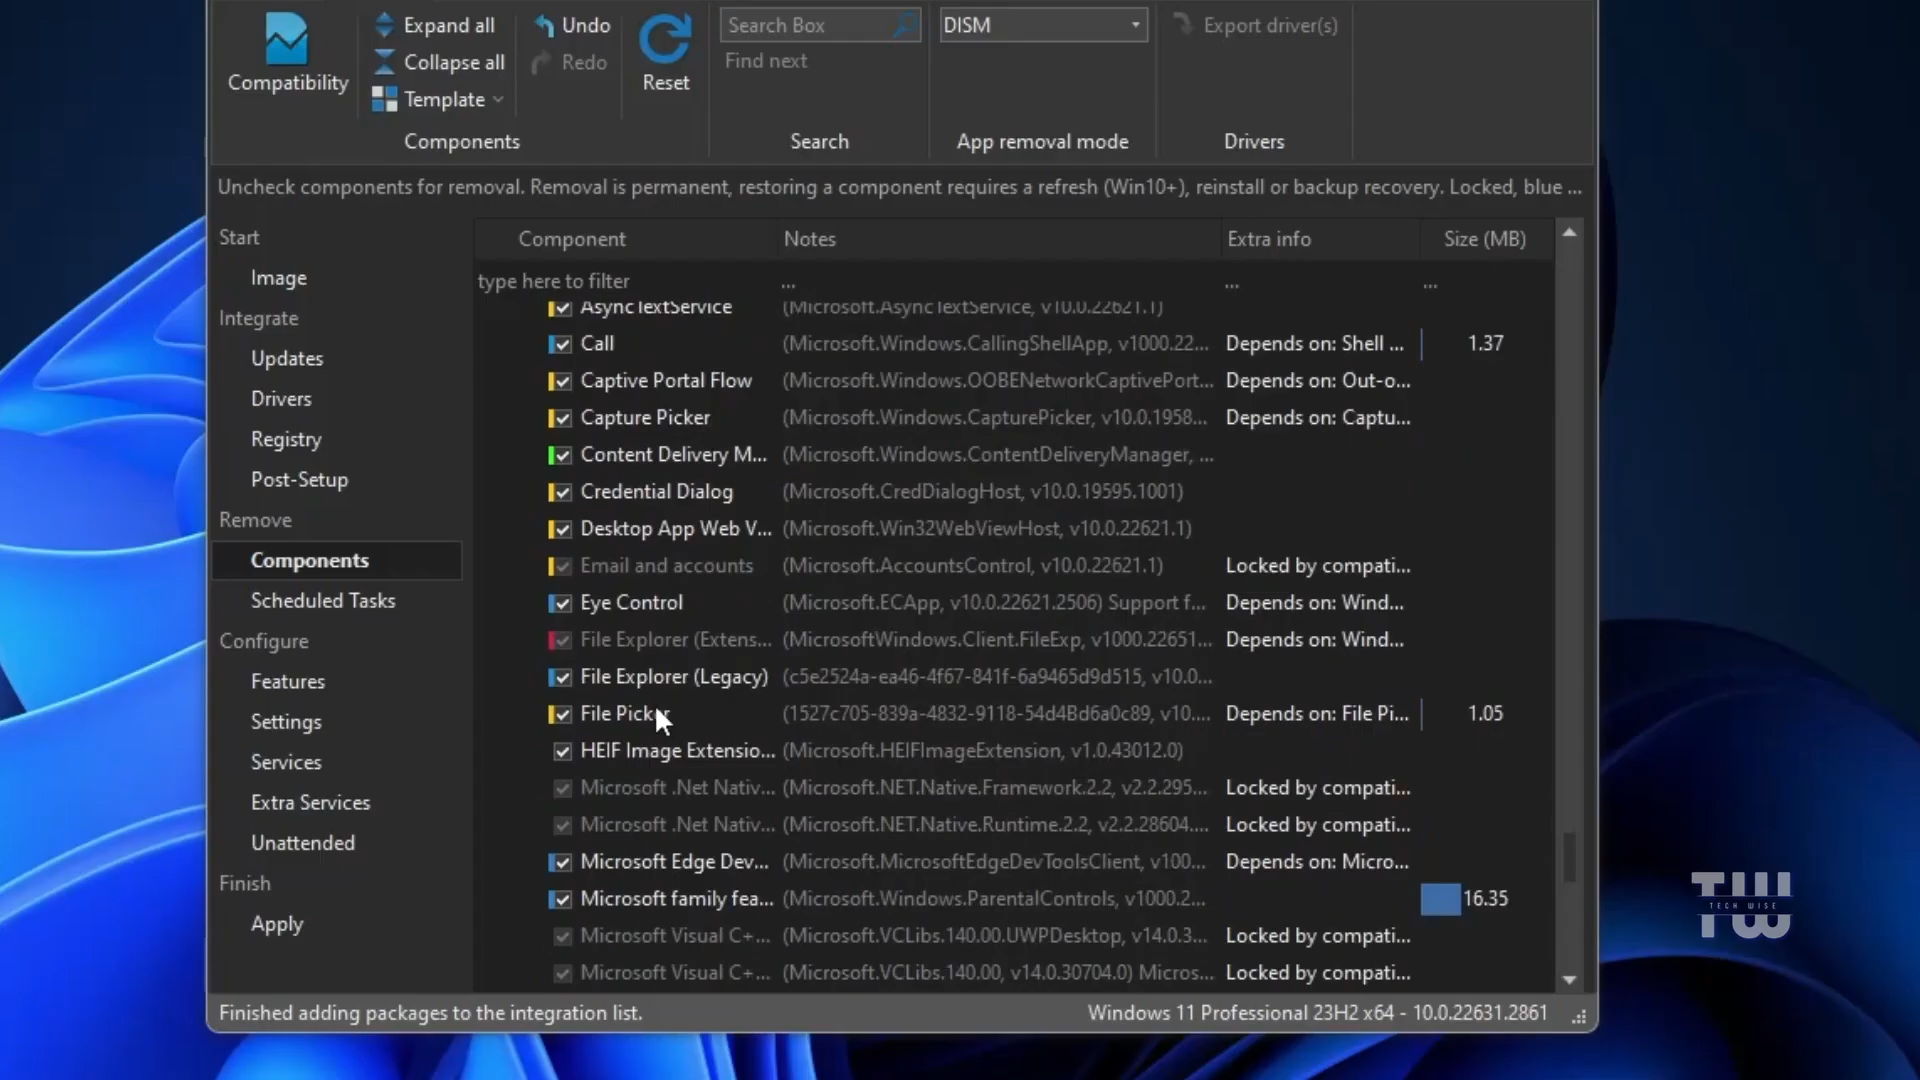 Compatibility
Expand all
Collapse all
Template
Components
Undo
Redo
Reset
Search Box
Find next
Search
DISM
App removal mode
Export driver(s)
Drivers
Uncheck components for removal. Removal is permanent, restoring a component requires a refresh (Win10+), reinstall or backup recovery. Locked, blue ...
Start
Image
Integrate
Updates
Drivers
Registry
Post-Setup
Remove
Components
Scheduled Tasks
Configure
Features
Settings
Services
Extra Services
Unattended
Finish
Apply
Component Notes Extra info Size (MB)
type here to filter ... ... ...
AsyncTextService (Microsoft.AsyncTextService, v10.0.22621.1)
Call (Microsoft.Windows.CallingShellApp, v1000.22... Depends on: Shell ... 1.37
Captive Portal Flow (Microsoft.Windows.OOBENetworkCaptivePort... Depends on: Out-o...
Capture Picker (Microsoft.Windows.CapturePicker, v10.0.1958... Depends on: Captu...
Content Delivery M... (Microsoft.Windows.ContentDeliveryManager, ...
Credential Dialog (Microsoft.CredDialogHost, v10.0.19595.1001)
Desktop App Web V... (Microsoft.Win32WebViewHost, v10.0.22621.1)
Email and accounts (Microsoft.AccountsControl, v10.0.22621.1) Locked by compati...
Eye Control (Microsoft.ECApp, v10.0.22621.2506) Support f... Depends on: Wind...
File Explorer (Extens... (MicrosoftWindows.Client.FileExp, v1000.22651... Depends on: Wind...
File Explorer (Legacy) (c5e2524a-ea46-4f67-841f-6a9465d9d515, v10.0...
File Picker (1527c705-839a-4832-9118-54d4Bd6a0c89, v10.... Depends on: File Pi... 1.05
HEIF Image Extensio... (Microsoft.HEIFImageExtension, v1.0.43012.0)
Microsoft .Net Nativ... (Microsoft.NET.Native.Framework.2.2, v2.2.295... Locked by compati...
Microsoft .Net Nativ... (Microsoft.NET.Native.Runtime.2.2, v2.2.28604.... Locked by compati...
Microsoft Edge Dev... (Microsoft.MicrosoftEdgeDevToolsClient, v100... Depends on: Micro...
Microsoft family fea... (Microsoft.Windows.ParentalControls, v1000.2... 16.35
Microsoft Visual C+... (Microsoft.VCLibs.140.00.UWPDesktop, v14.0.3... Locked by compati...
Microsoft Visual C+... (Microsoft.VCLibs.140.00, v14.0.30704.0) Micros... Locked by compati...
Finished adding packages to the integration list. Windows 11 Professional 23H2 x64 - 10.0.22631.2861
TW
TECH WISE